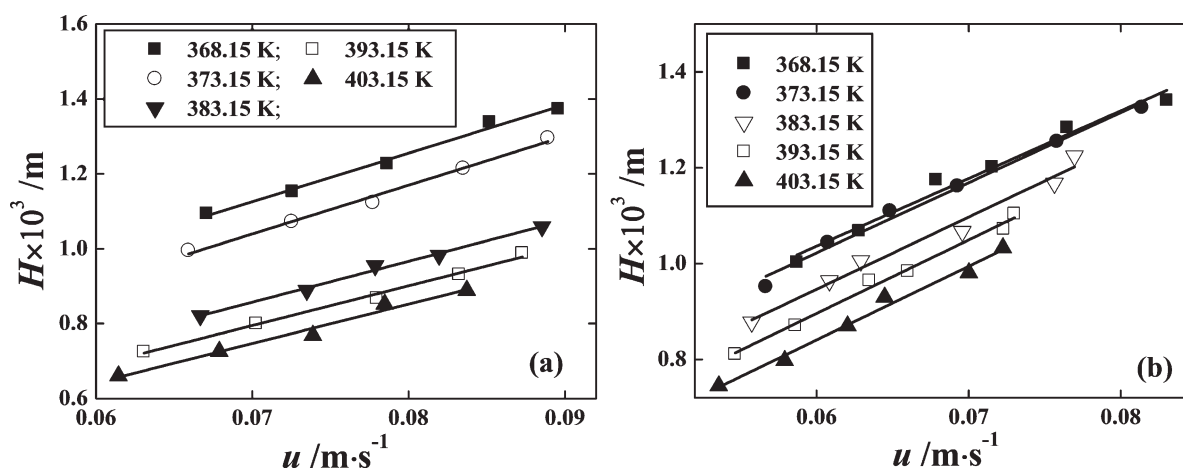 1.6
1.4
1.2
1.0
0.8
0.6
H×10³ /m
368.15 K; 393.15 K
373.15 K; 403.15 K
383.15 K;
(a)
0.06 0.07 0.08 0.09
u /m·s⁻¹
1.4
1.2
1.0
0.8
H×10³ /m
368.15 K
373.15 K
383.15 K
393.15 K
403.15 K
(b)
0.06 0.07 0.08
u /m·s⁻¹